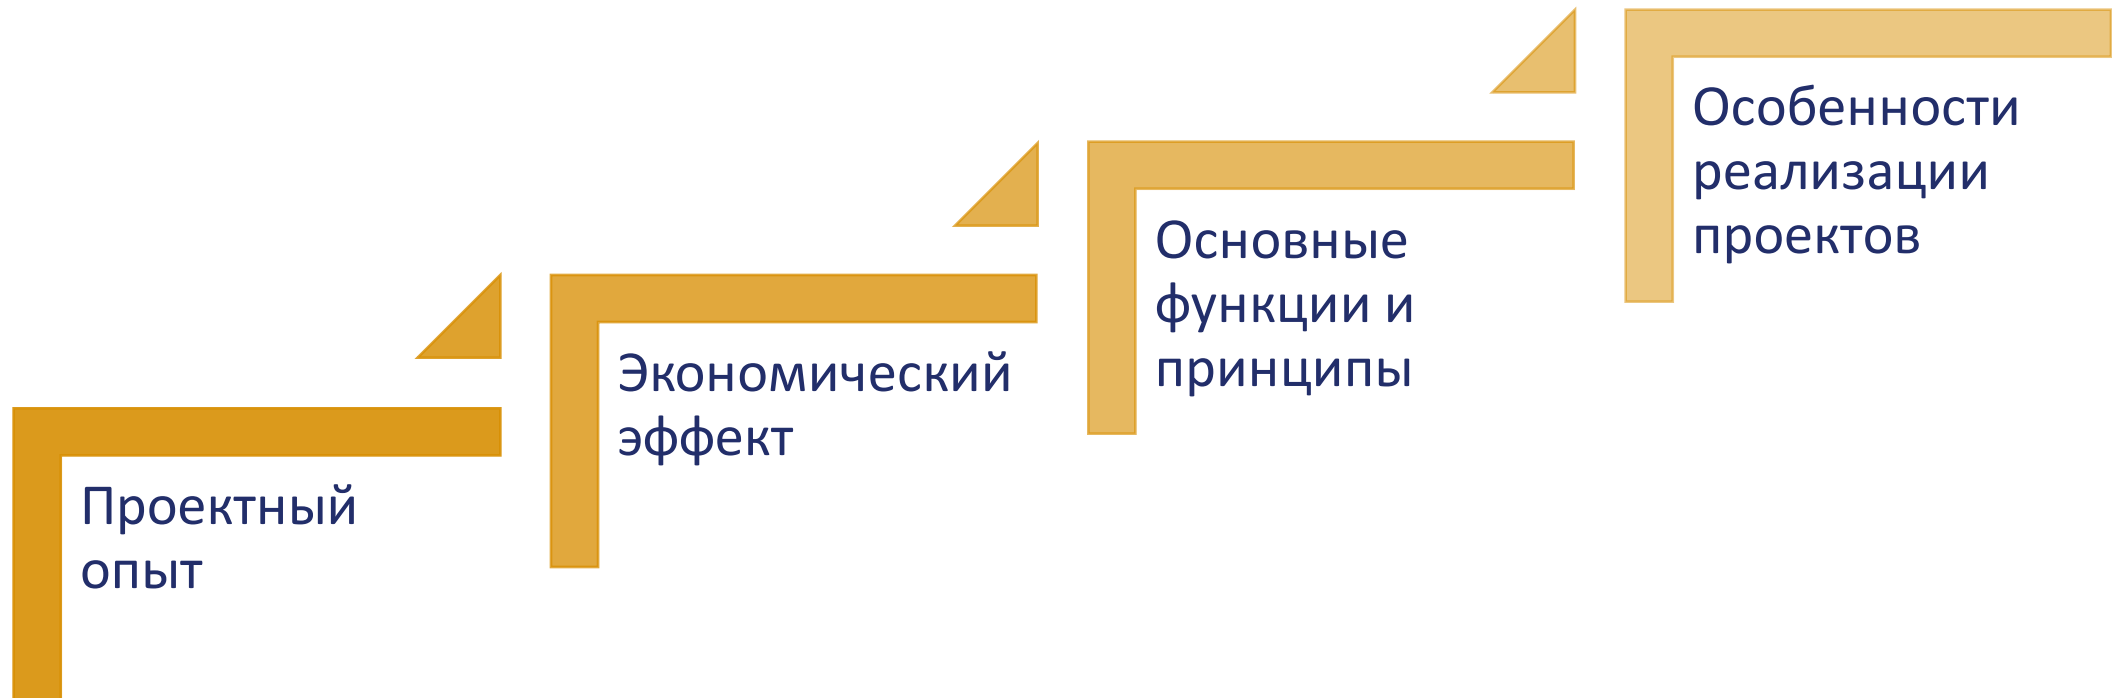 Проектный
опыт
Экономический
эффект
Основные
функции и
принципы
Особенности
реализации
проектов